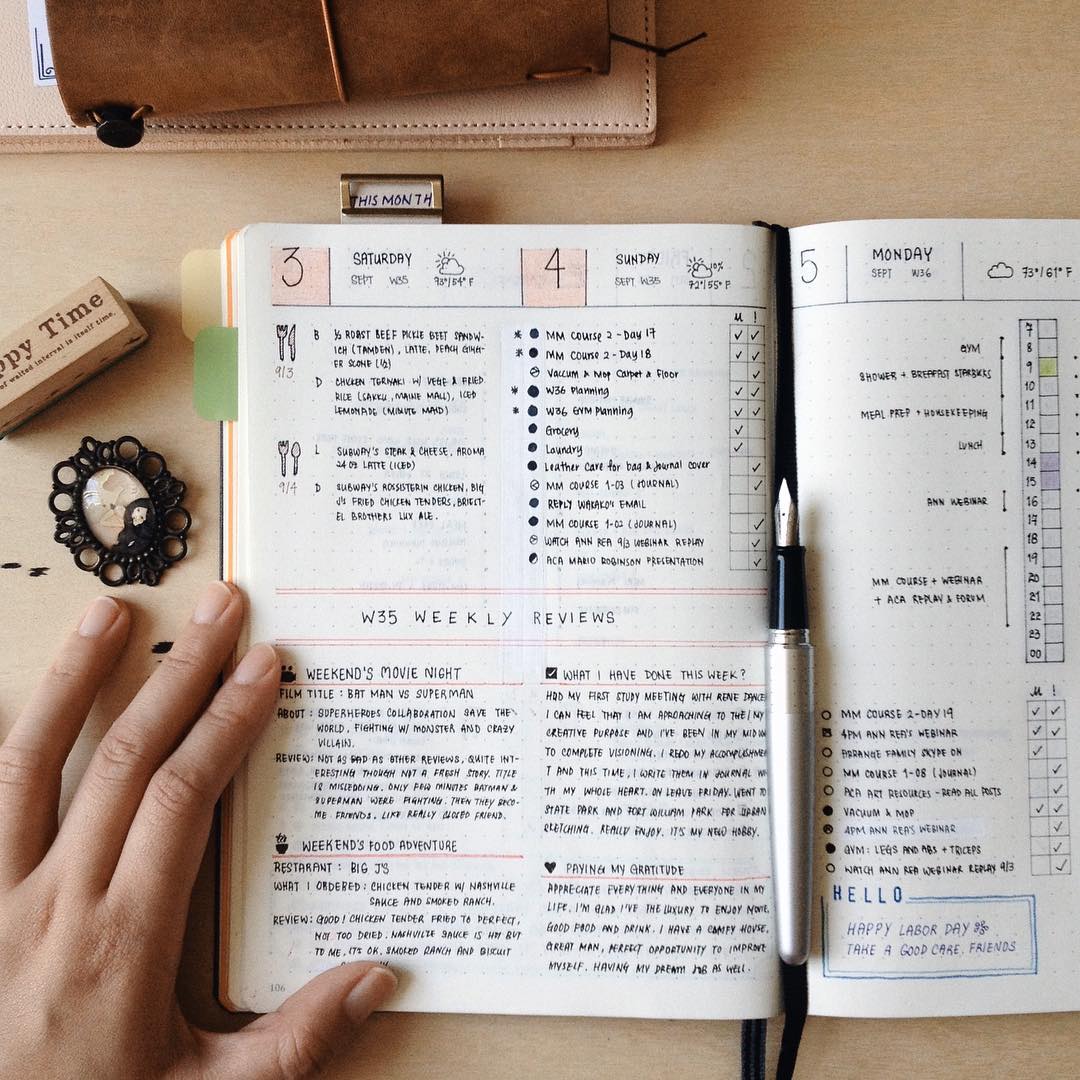 THIS MONTH
ppy Time
of waited interval is itself time.
3
SATURDAY
SEPT W35
93°/54° F
9/3
B ½ ROAST BEEF PICKLE BEET SANDW-
ICH (TAMDEN), LATTE, PEACH GING-
ER SCONE (½)
D CHICKEN TERIYAKI W/ VEGE & FRIED
RICE (SAKKU, MAINE MALL), ICED
LEMONADE (MINUTE MAID)
9/4
L SUBWAY'S STEAK & CHEESE, AROMA
24 OZ LATTE (ICED)
D SUBWAY'S ROSSISTERIN CHICKEN, BIG
J'S FRIED CHICKEN TENDERS, BRIEST-
EL BROTHERS LUX ALE.
4
SUNDAY
SEPT W35
10%
72°/55° F
! 
MM COURSE 2 - DAY 17
MM COURSE 2 - DAY 18
VACUUM & MOP CARPET & FLOOR
W36 PLANNING
W36 GYM PLANNING
GROCERY
LAUNDRY
LEATHER CARE FOR BAG & JOURNAL COVER
MM COURSE 1-03 (JOURNAL)
REPLY WAKAKO'S EMAIL
MM COURSE 1-02 (JOURNAL)
WATCH ANN REA 9/3 WEBINAR REPLAY
ACA MARIO ROBINSON PRESENTATION
W35 WEEKLY REVIEWS
WEEKEND'S MOVIE NIGHT
FILM TITLE : BAT MAN VS SUPERMAN
ABOUT : SUPERHEROES COLLABORATION SAVE THE
WORLD, FIGHTING W/ MONSTER AND CRAZY
VILLAIN.
REVIEW: NOT AS BAD AS OTHER REVIEWS, QUITE INT-
ERESTING THOUGH NOT A FRESH STORY. TITLE
IS MISLEDDING. ONLY FEW MINUTES BATMAN &
SUPERMAN WERE FIGHTING. THEN THEY BECO-
ME FRIENDS, LIKE REALLY CLOSED FRIEND.
WEEKEND'S FOOD ADVENTURE
RESTARANT : BIG J'S
WHAT I ORDERED : CHICKEN TENDER W/ NASHVILLE
SAUCE AND SMOKED RANCH.
REVIEW: GOOD! CHICKEN TENDER FRIED TO PERFECT,
NOT TOO DRIED. NASHVILLE SAUCE IS HOT BUT
TO ME, IT'S OK. SMOKED RANCH AND BISCUIT
106
WHAT I HAVE DONE THIS WEEK?
HAD MY FIRST STUDY MEETING WITH RENE DANCE
I CAN FEEL THAT I AM APROACHING TO THE/MY
CREATIVE PURPOSE AND I'VE BEEN IN MY
TO COMPLETE VISIONING. I REDO MY ACCOMPLISHMEN
T AND THIS TIME, I WRITE THEM IN JOURNAL WI
TH MY WHOLE HEART. ON LEAVE FRIDAY. WENT TO
STATE PARK AND FORT WILLIAM PARK FOR URBAN
SKETCHING. REALLY ENJOY. IT'S MY NEW HOBBY.
PAYING MY GRATITUDE
APPRECIATE EVERYTHING AND EVERYONE IN MY
LIFE. I'M GLAD I'VE THE LUXURY TO ENJOY MOVIE,
GOOD FOOD AND DRINK. I HAVE A COMFY HOUSE,
GREAT MAN, PERFECT OPPORTUNITY TO IMPROVE
MYSELF. HAVING MY DREAM JOB AS WELL.
5
MONDAY
SEPT W36
73°/61° F
7
8
9
10
11
12
13
14
15
16
17
18
19
20
21
22
23
00
GYM
SHOWER + BREAKFAST STARBUCKS
MEAL PREP + HOUSEKEEPING
LUNCH
ANN WEBINAR
MM COURSE + WEBINAR
+ ACA REPLAY & FORUM
!
MM COURSE 2 - DAY 19
4PM ANN REA'S WEBINAR
ARRANGE FAMILY SKYPE ON
MM COURSE 1-08 (JOURNAL)
ACA ART RESOURCES - READ ALL POSTS
VACUUM & MOP
4PM ANN REA'S WEBINAR
GYM: LEGS AND ABS + TRICEPS
WATCH ANN REA WEBINAR REPLAY 9/3
HELLO
HAPPY LABOR DAY
TAKE A GOOD CARE, FRIENDS